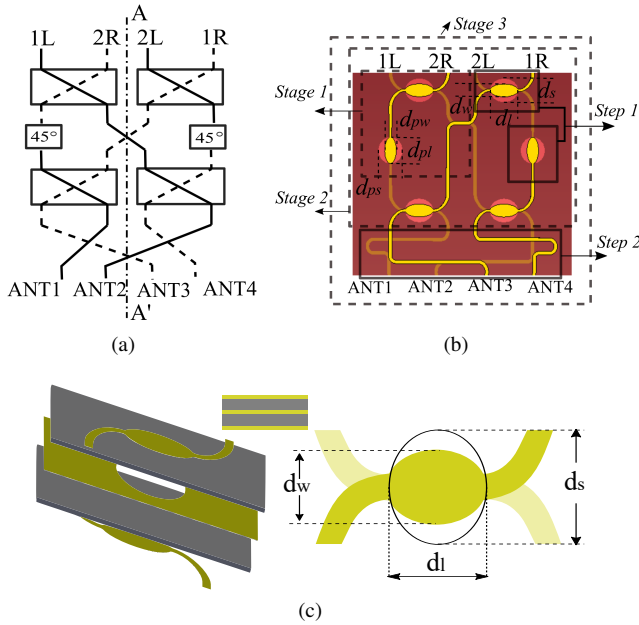 A
1L 2R 2L 1R
45° 45°
ANT1 ANT2 ANT3 ANT4
A'
(a)
Stage 3
1L 2R 2L 1R
Stage 1
dw
ds
dl
Step 1
dpw
dpl
dps
Stage 2
Step 2
ANT1 ANT2 ANT3 ANT4
(b)
dw
ds
dl
(c)